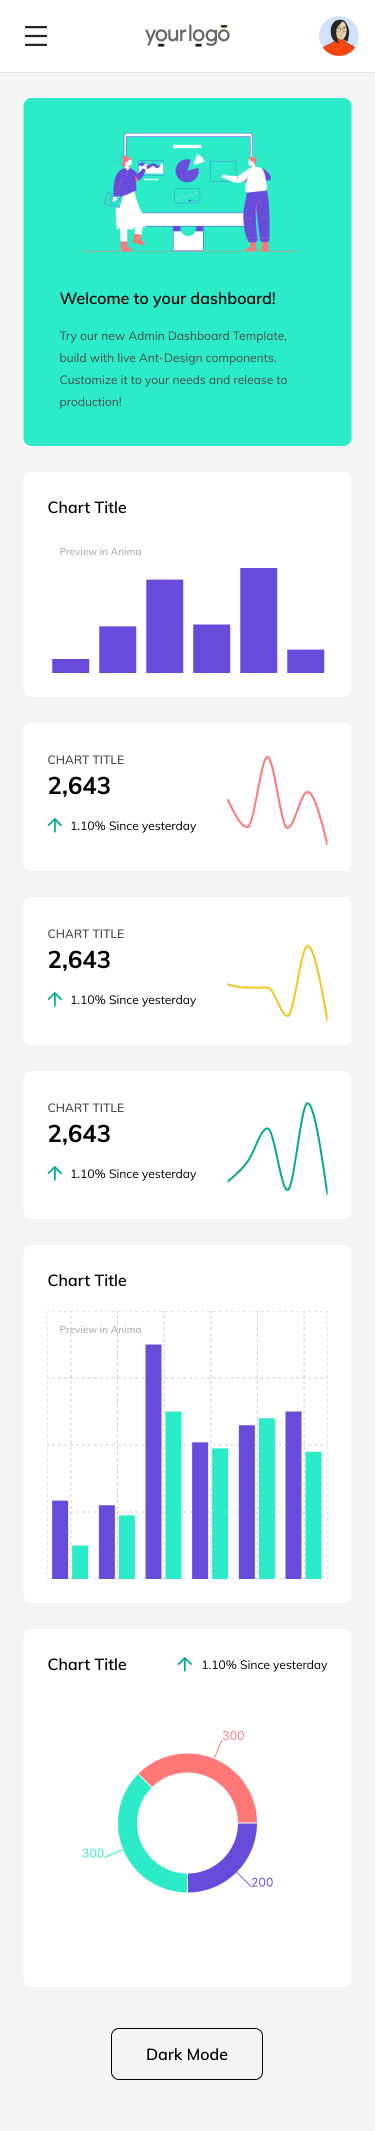 yourlogo
Welcome to your dashboard!
Try our new Admin Dashboard Template,
build with live Ant-Design components.
Customize it to your needs and release to
production!
Chart Title
Preview in Anima
CHART TITLE
2,643
1.10% Since yesterday
CHART TITLE
2,643
1.10% Since yesterday
CHART TITLE
2,643
1.10% Since yesterday
Chart Title
Preview in Anima
Chart Title
1.10% Since yesterday
300
300
200
Dark Mode